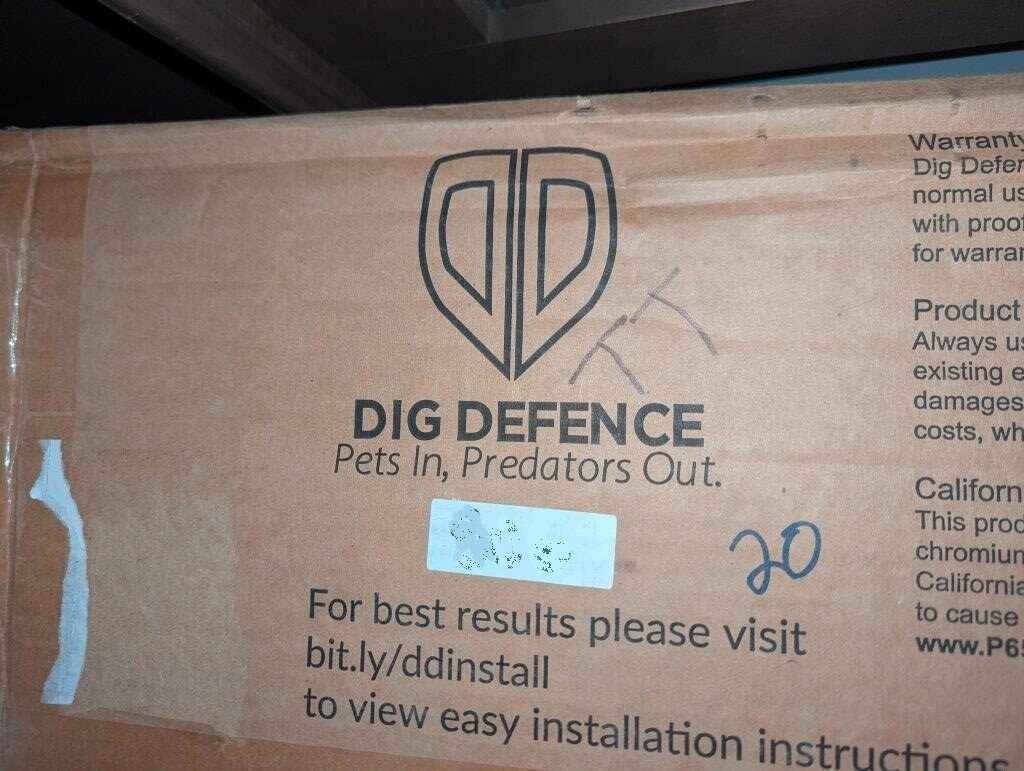 DIG DEFENCE
Pets In, Predators Out.
20
For best results please visit
bit.ly/ddinstall
to view easy installation instructions
Warranty
Dig Defen
normal us
with proof
for warran
Product
Always us
existing e
damages
costs, wh
Californ
This prod
chromium
California
to cause
www.P65